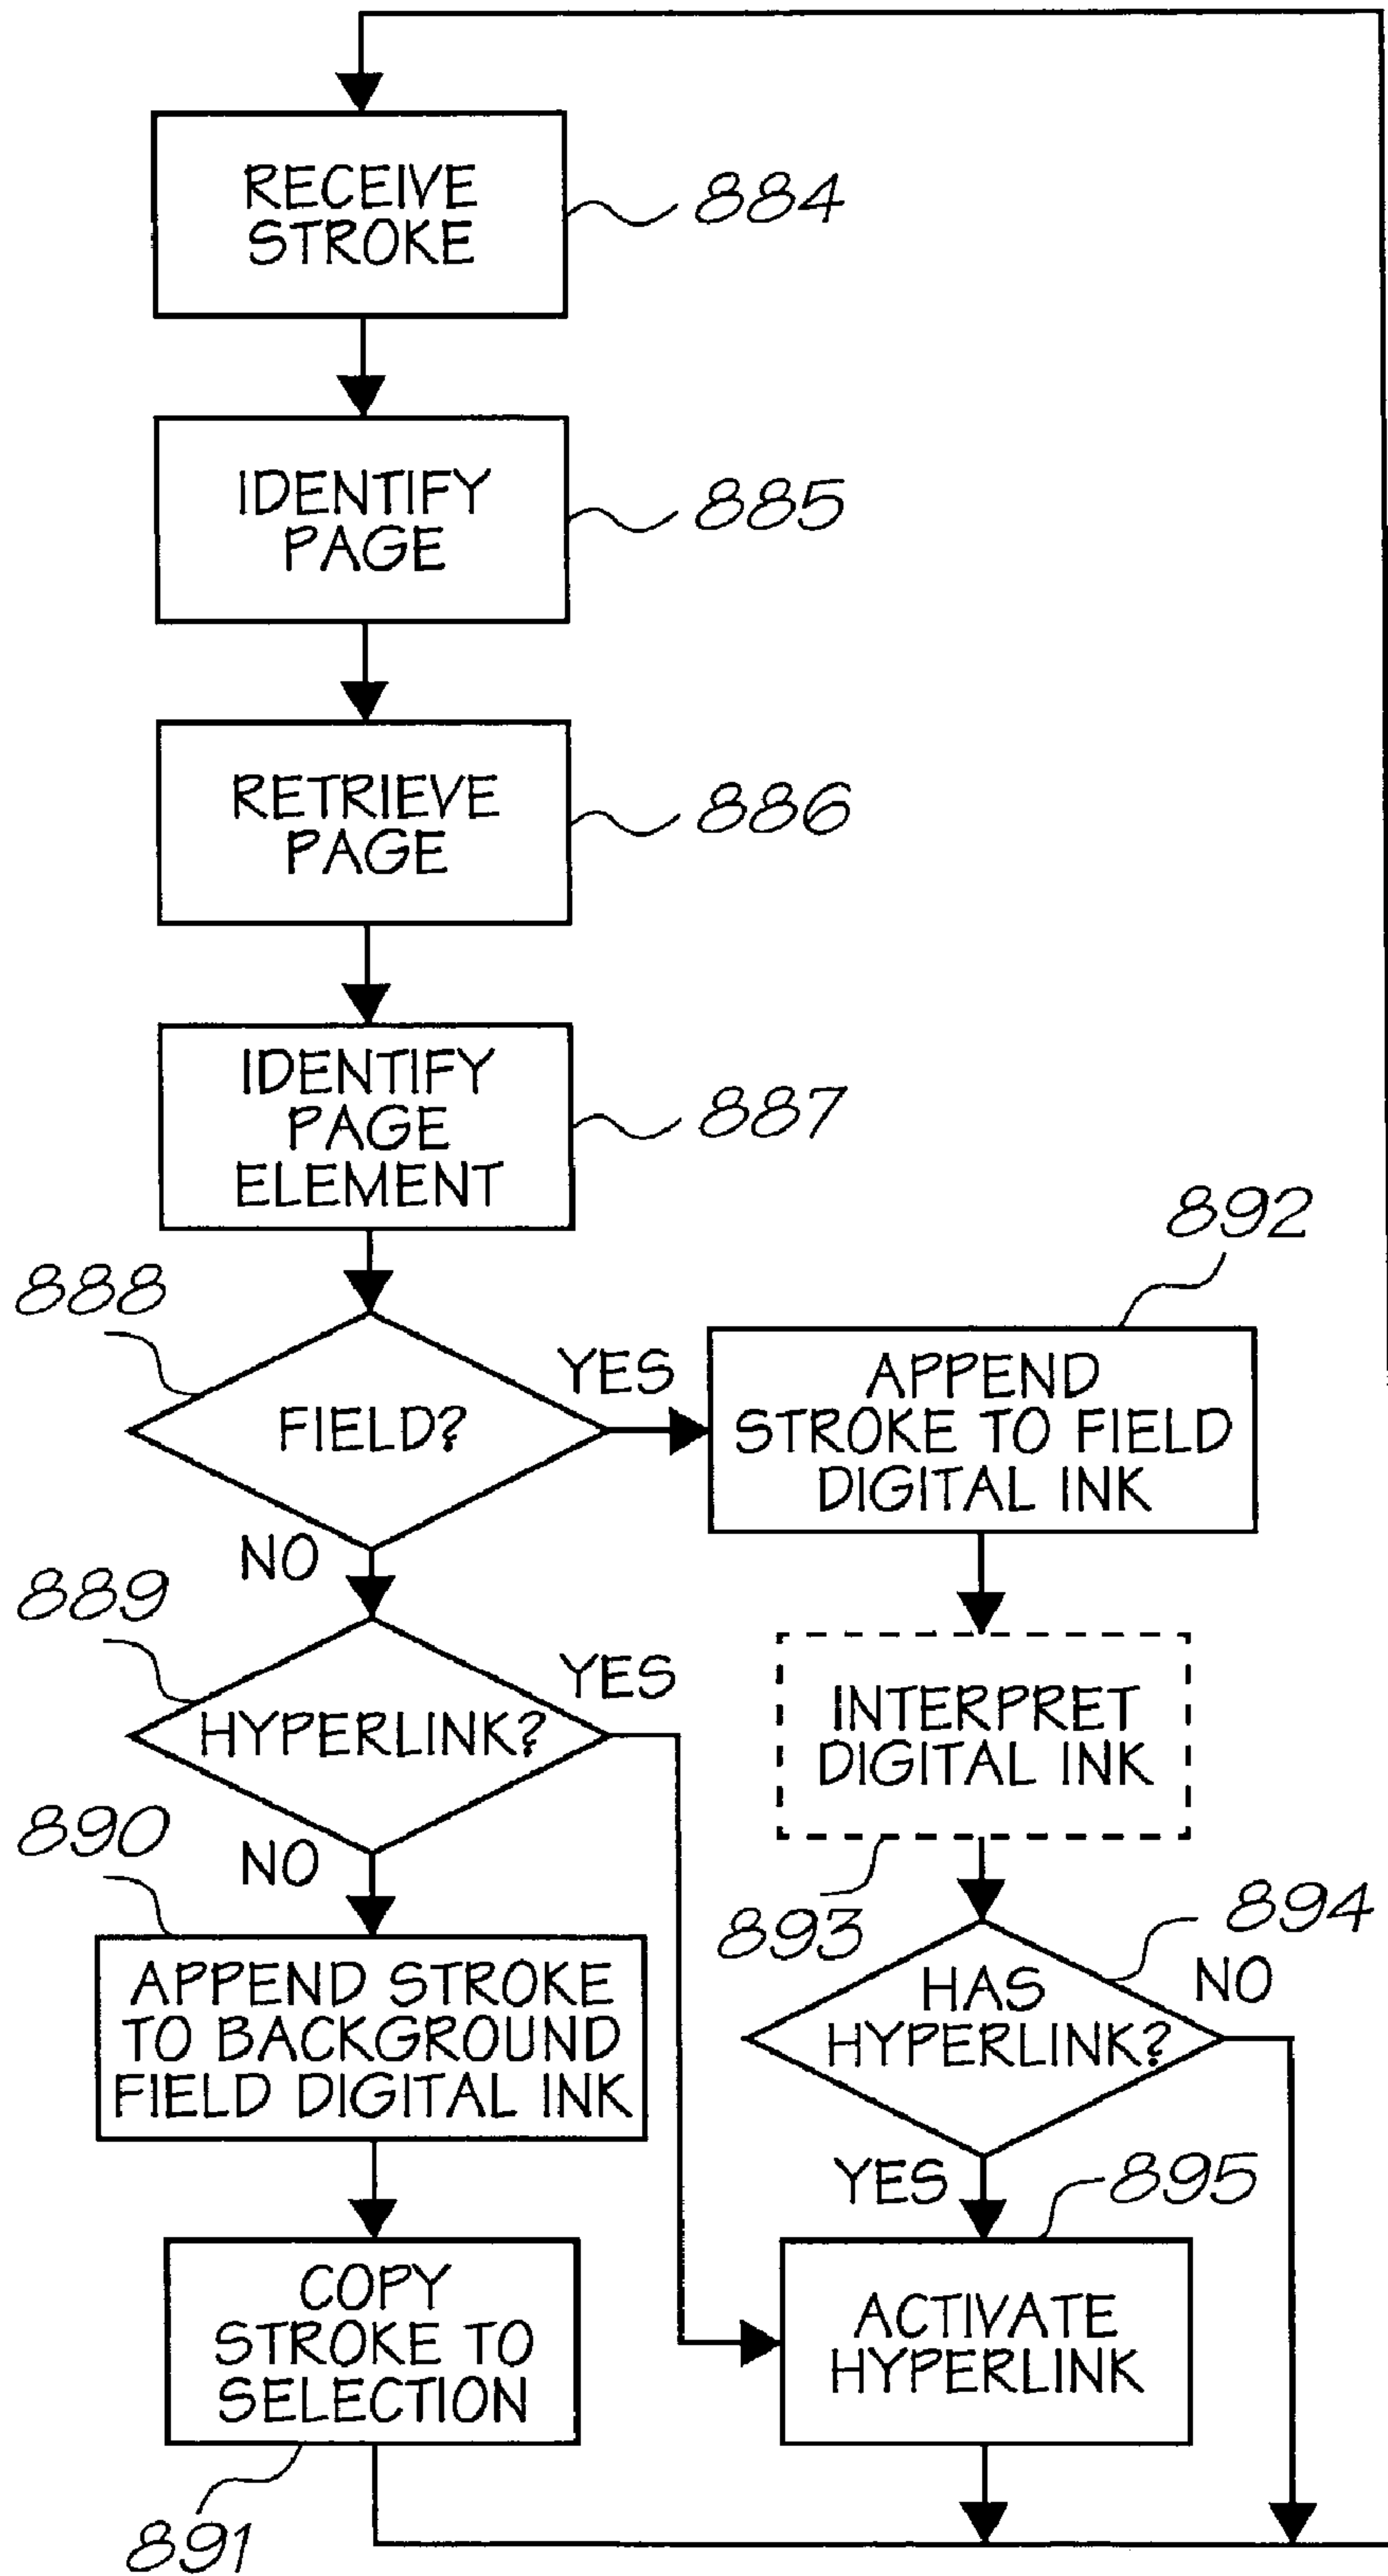 RECEIVE
STROKE
884
IDENTIFY
PAGE
885
RETRIEVE
PAGE
886
IDENTIFY
PAGE
ELEMENT
887
888
FIELD?
YES
NO
892
APPEND
STROKE TO FIELD
DIGITAL INK
889
HYPERLINK?
YES
NO
INTERPRET
DIGITAL INK
893
890
APPEND STROKE
TO BACKGROUND
FIELD DIGITAL INK
894
HAS
HYPERLINK?
NO
YES
895
COPY
STROKE TO
SELECTION
891
ACTIVATE
HYPERLINK